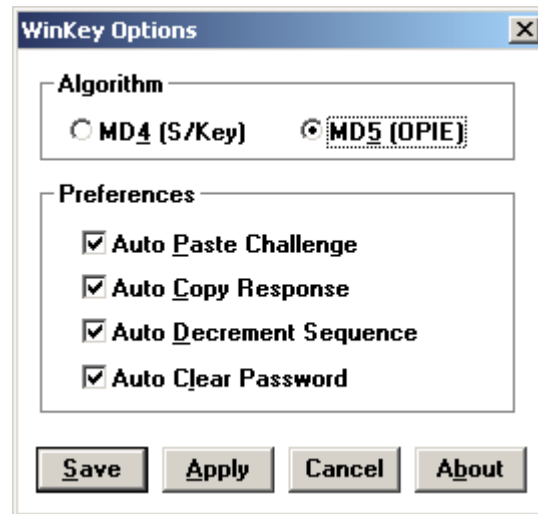 WinKey Options
Algorithm
MD4 (S/Key) MD5 (OPIE)
Preferences
Auto Paste Challenge
Auto Copy Response
Auto Decrement Sequence
Auto Clear Password
Save Apply Cancel About